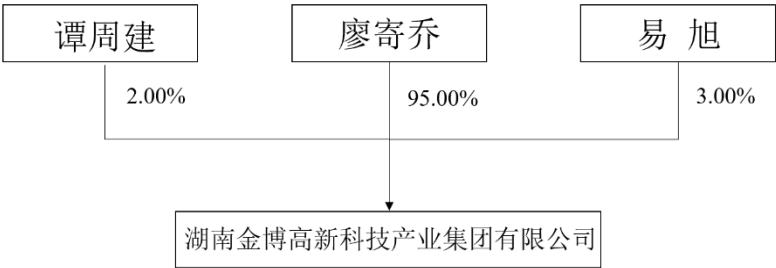 谭周建
廖寄乔
易 旭
2.00%
95.00%
3.00%
湖南金博高新科技产业集团有限公司